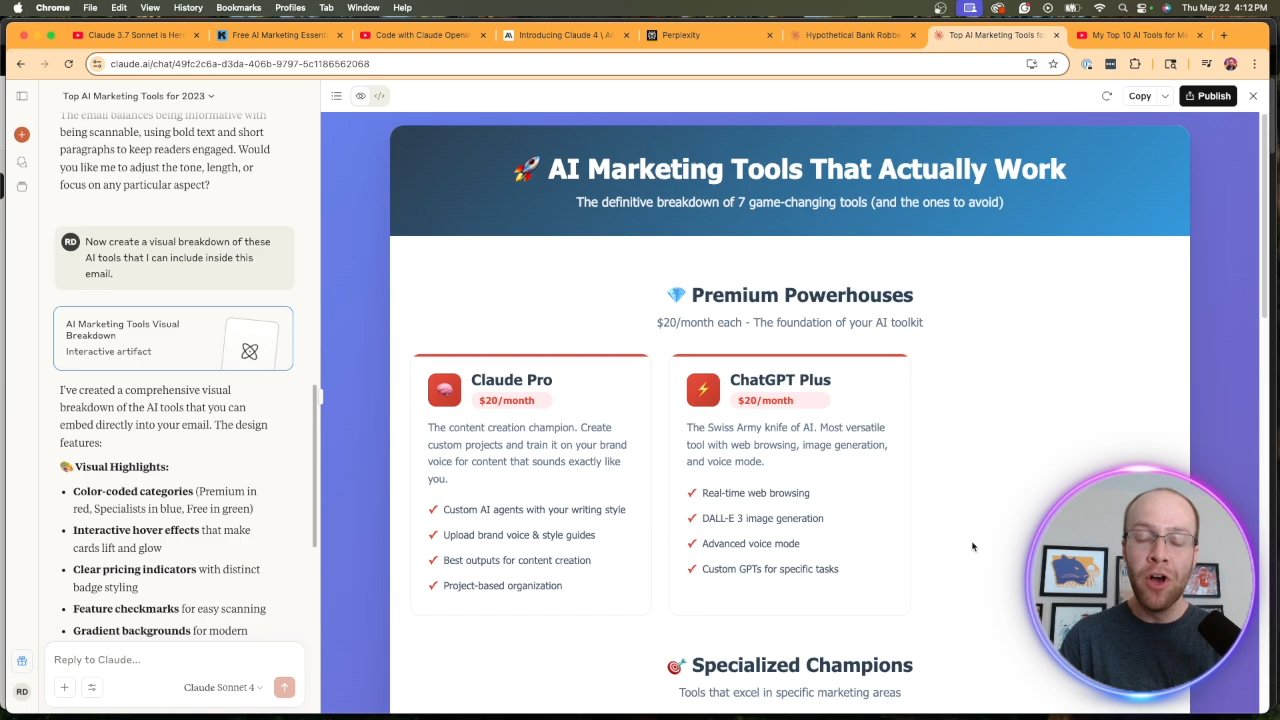 Chrome File Edit View History Bookmarks Profiles Tab Window Help
Thu May 22 4:12 PM
Claude 3.7 Sonnet is Here
Free AI Marketing Essenti
Code with Claude Openin
Introducing Claude 4 \ An
Perplexity
Hypothetical Bank Robbe
Top AI Marketing Tools fo
My Top 10 AI Tools for Ma
claude.ai/chat/49fc2c6a-d3da-406b-9797-5c1186562068
Top AI Marketing Tools for 2023
Copy
Publish
The email balances being informative with
being scannable, using bold text and short
paragraphs to keep readers engaged. Would
you like me to adjust the tone, length, or
focus on any particular aspect?
RD
Now create a visual breakdown of these
AI tools that I can include inside this
email.
AI Marketing Tools Visual
Breakdown
Interactive artifact
I've created a comprehensive visual
breakdown of the AI tools that you can
embed directly into your email. The design
features:
🎨 Visual Highlights:
• Color-coded categories (Premium in
red, Specialists in blue, Free in green)
• Interactive hover effects that make
cards lift and glow
• Clear pricing indicators with distinct
badge styling
• Feature checkmarks for easy scanning
• Gradient backgrounds for modern
Reply to Claude...
Claude Sonnet 4
RD
🚀 AI Marketing Tools That Actually Work
The definitive breakdown of 7 game-changing tools (and the ones to avoid)
💎 Premium Powerhouses
$20/month each - The foundation of your AI toolkit
Claude Pro
$20/month
The content creation champion. Create
custom projects and train it on your brand
voice for content that sounds exactly like
you.
✓ Custom AI agents with your writing style
✓ Upload brand voice & style guides
✓ Best outputs for content creation
✓ Project-based organization
ChatGPT Plus
$20/month
The Swiss Army knife of AI. Most versatile
tool with web browsing, image generation,
and voice mode.
✓ Real-time web browsing
✓ DALL-E 3 image generation
✓ Advanced voice mode
✓ Custom GPTs for specific tasks
🎯 Specialized Champions
Tools that excel in specific marketing areas